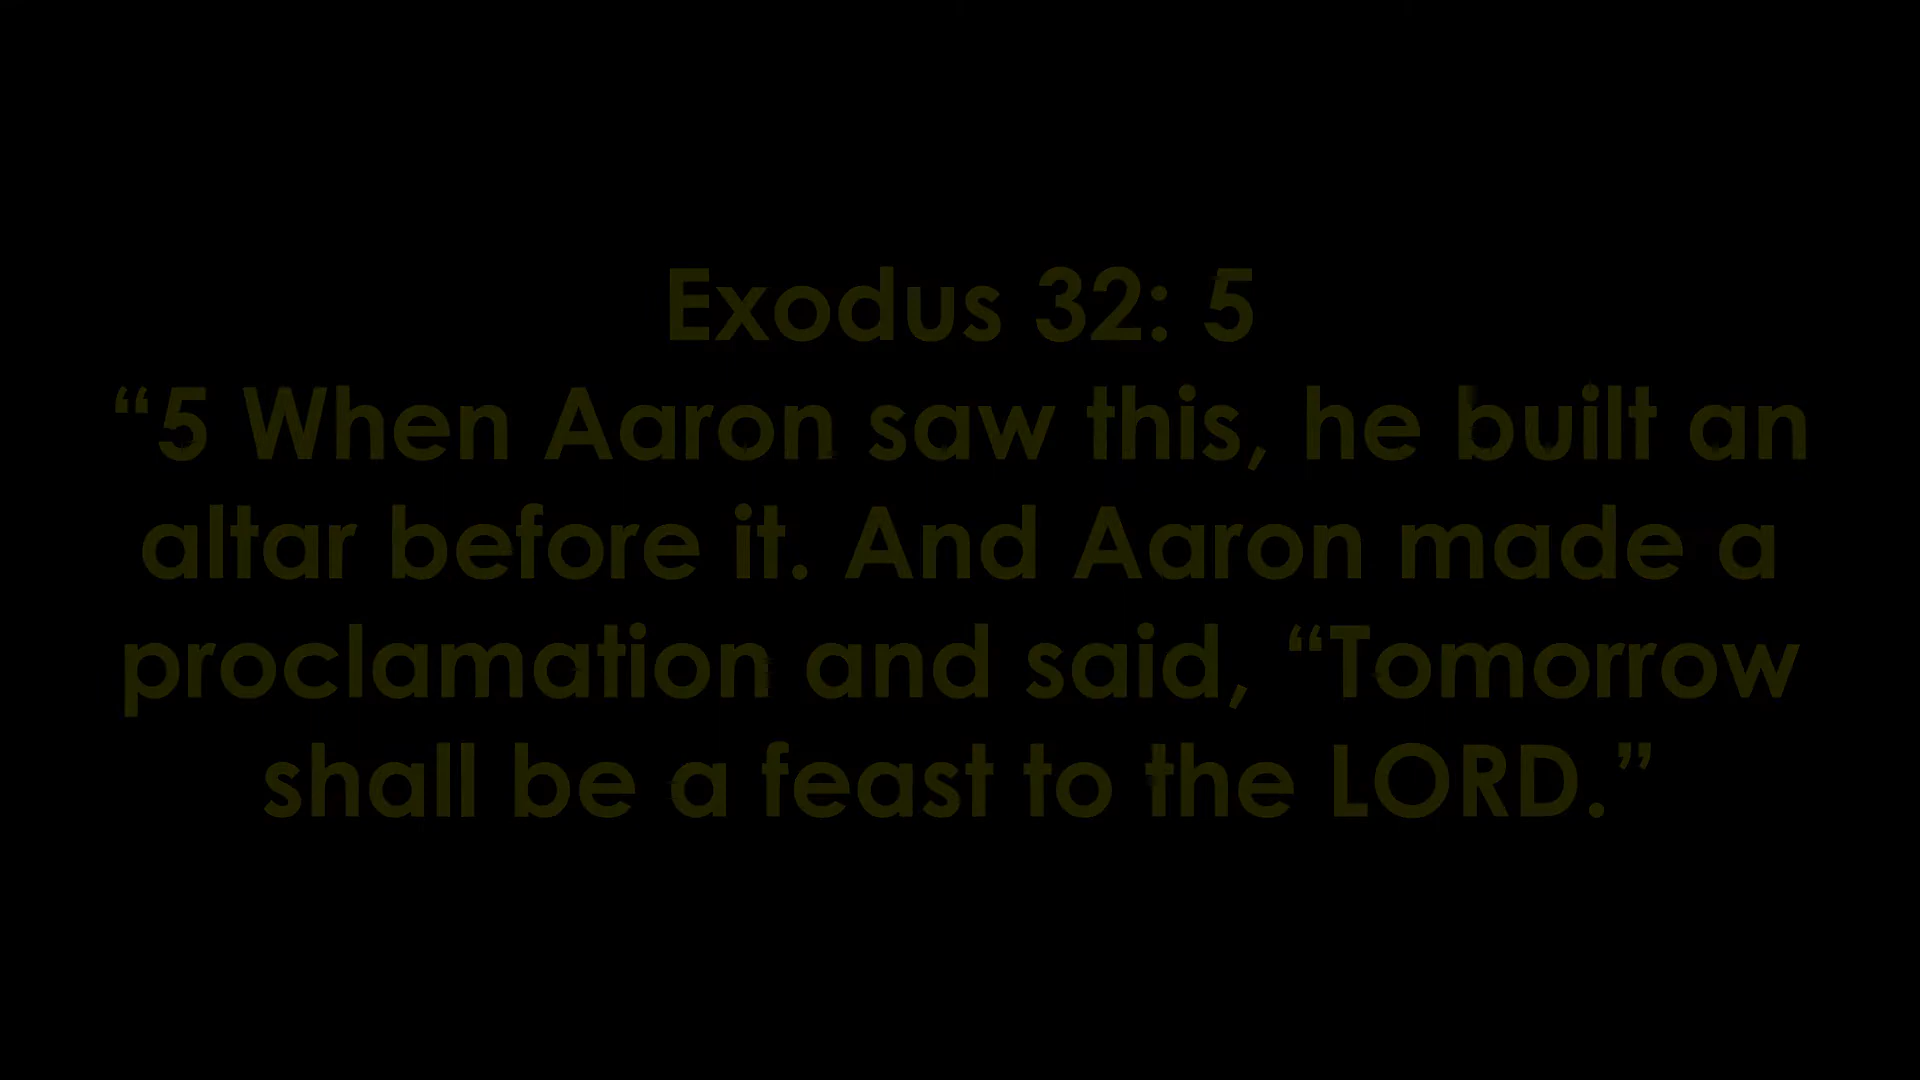 Exodus 32: 5
“5 When Aaron saw this, he built an
altar before it. And Aaron made a
proclamation and said, “Tomorrow
shall be a feast to the LORD.”